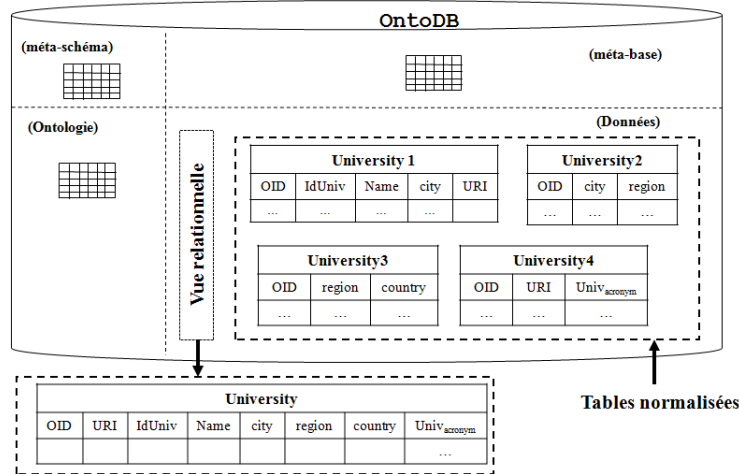 OntoDB
(méta-schéma)
(méta-base)
(Ontologie)
(Données)
Vue relationnelle
University 1
OID IdUniv Name city URI
... ... ... ...
University2
OID city region
… … …
University3
OID region country
… … …
University4
OID URI Univacronym
… … …
Tables normalisées
University
OID URI IdUniv Name city region country Univacronym
…